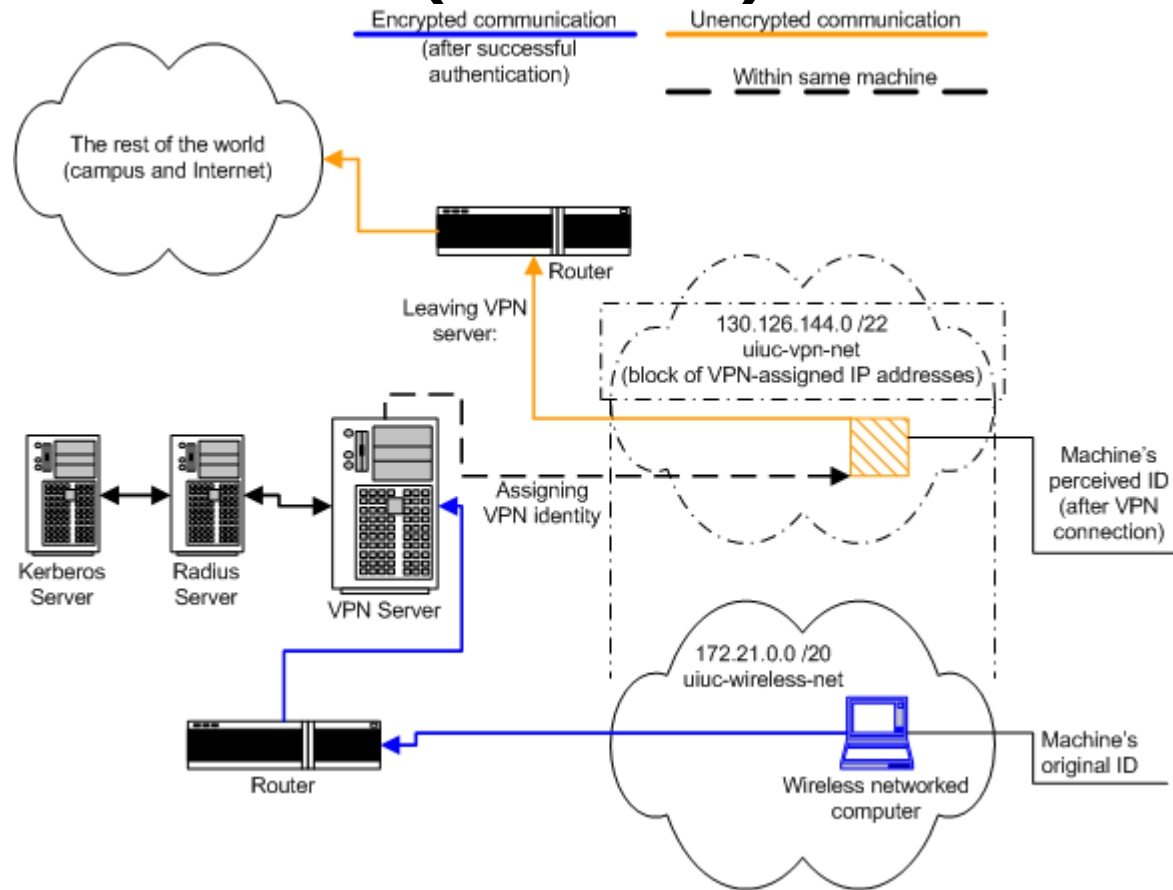 Encrypted communication
(after successful
authentication)
Unencrypted communication
Within same machine
The rest of the world
(campus and Internet)
Router
Leaving VPN
server:
130.126.144.0 /22
uiuc-vpn-net
(block of VPN-assigned IP addresses)
Machine's
perceived ID
(after VPN
connection)
Assigning
VPN identity
Kerberos
Server
Radius
Server
VPN Server
172.21.0.0 /20
uiuc-wireless-net
Wireless networked
computer
Machine's
original ID
Router